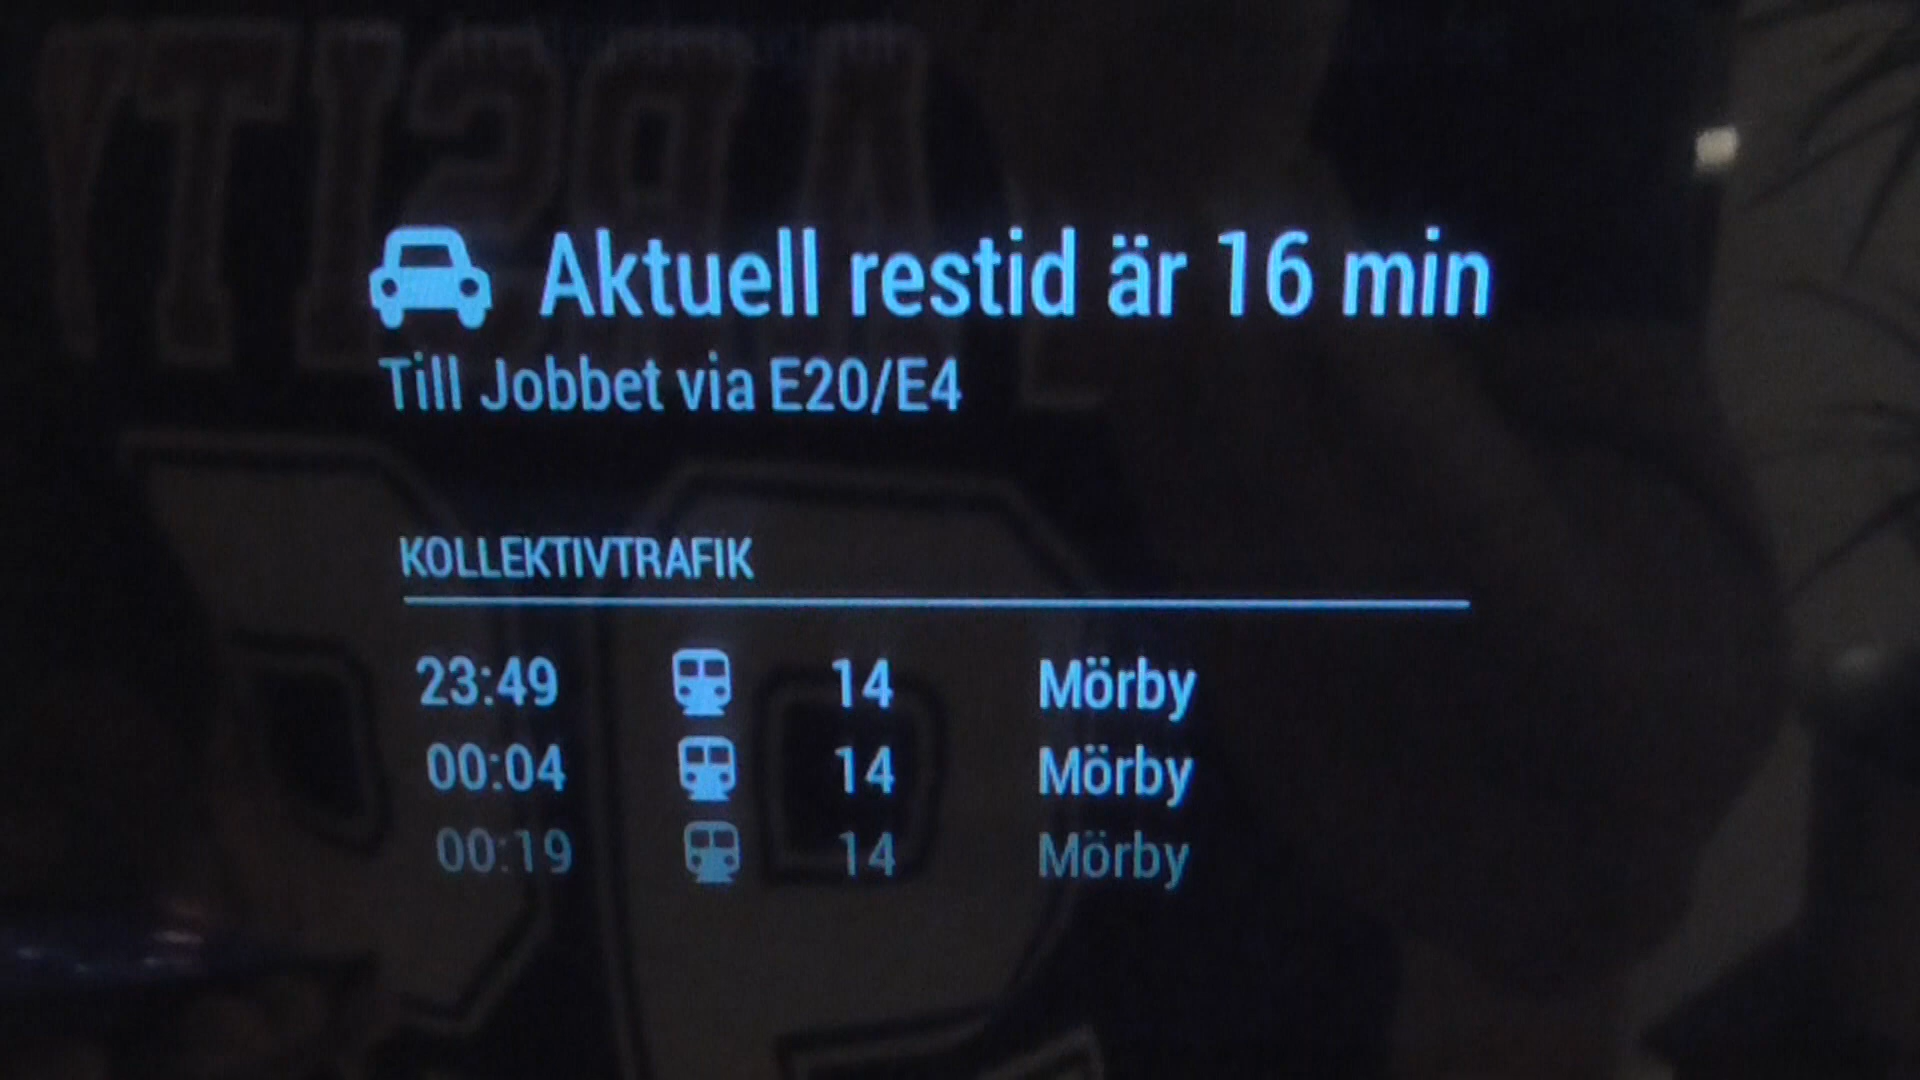 Aktuell restid är 16 min
Till Jobbet via E20/E4
KOLLEKTIVTRAFIK
23:49 14 Mörby
00:04 14 Mörby
00:19 14 Mörby